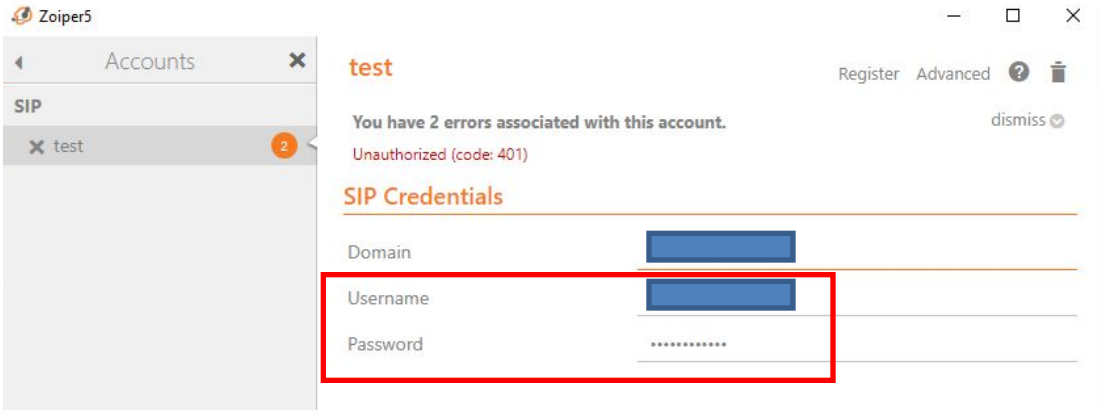 Zoiper5
Accounts
SIP
test
2
test
Register Advanced
You have 2 errors associated with this account.
dismiss
Unauthorized (code: 401)
SIP Credentials
Domain
Username
Password ••••••••••••